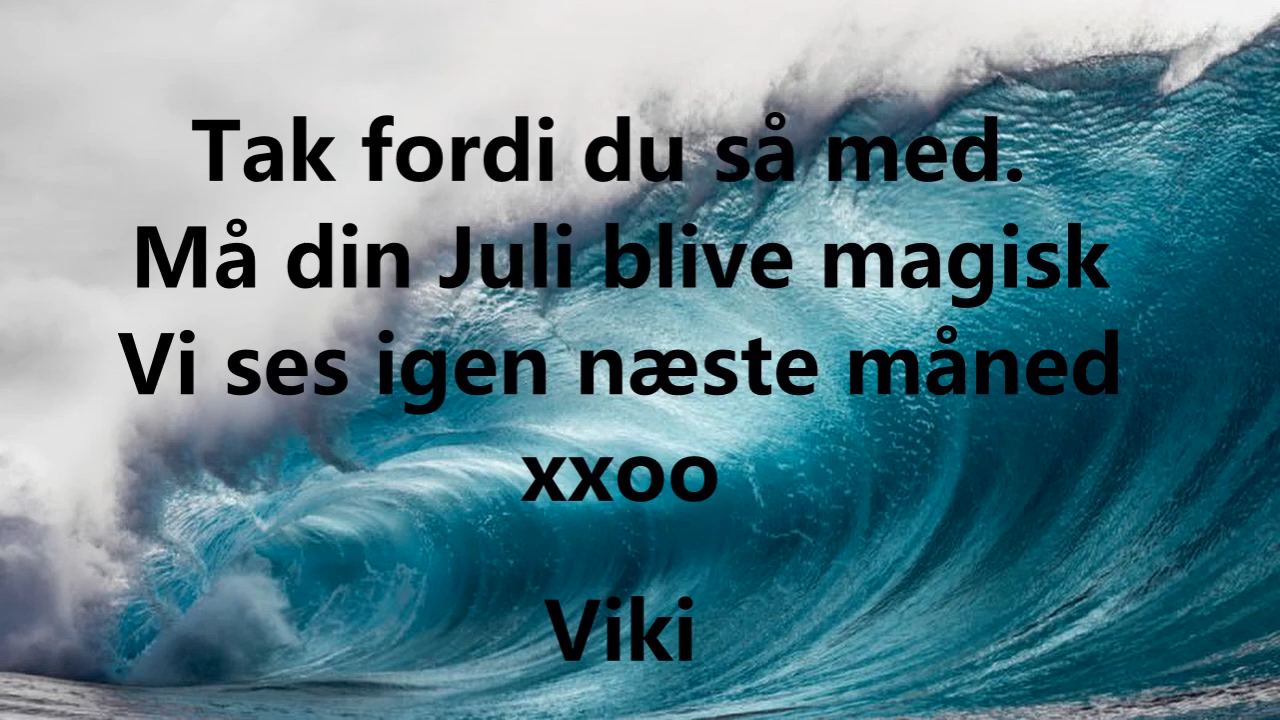 Tak fordi du så med.
Må din Juli blive magisk
Vi ses igen næste måned
xxoo
Viki